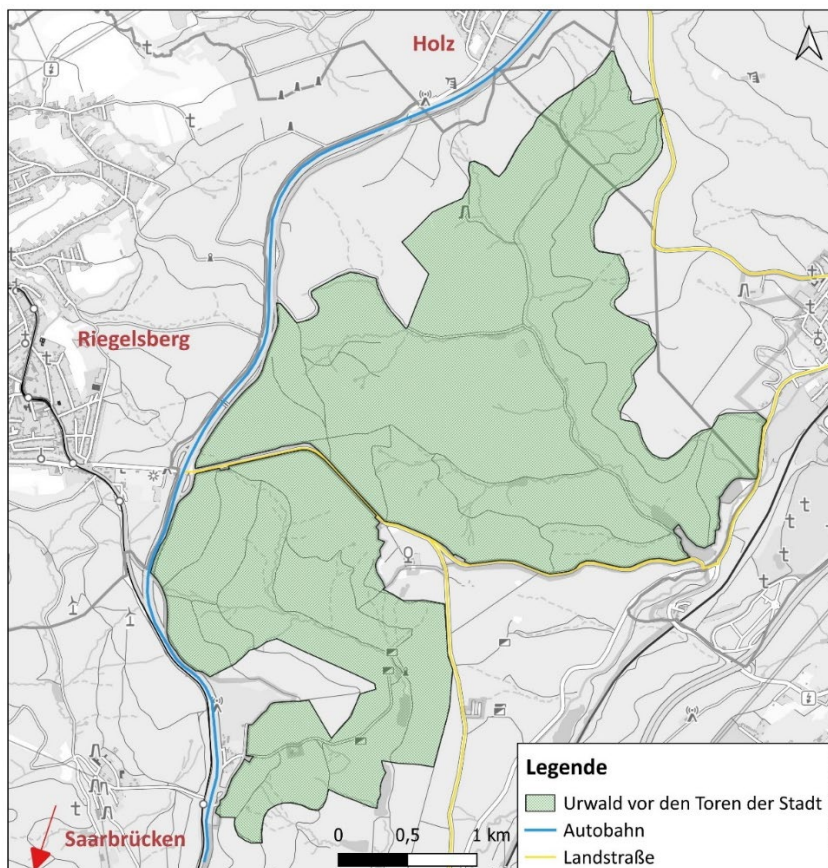 Holz
Riegelsberg
Saarbrücken
0 0,5 1 km
Legende
Urwald vor den Toren der Stadt
Autobahn
Landstraße